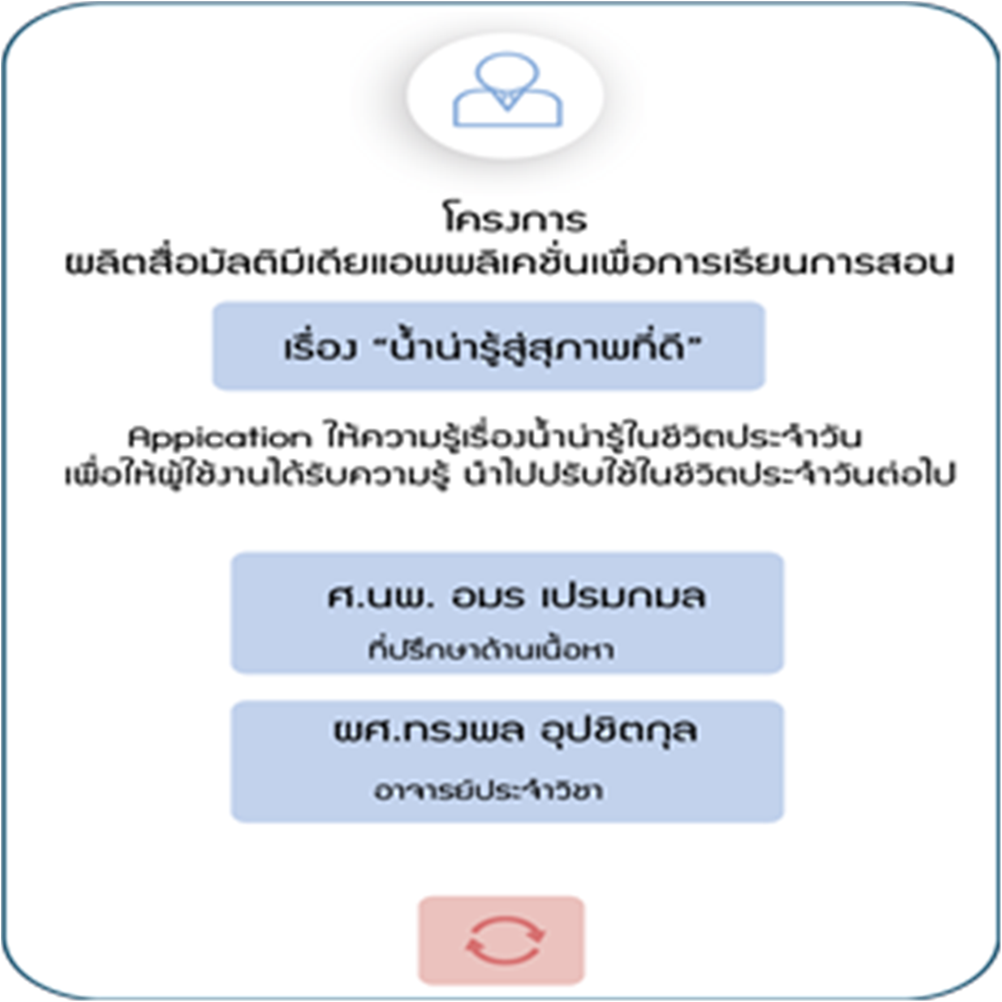 โครงการ
ผลิตสื่อมัลติมีเดียแอพพลิเคชั่นเพื่อการเรียนการสอน
เรื่อง “น้ำน่ารู้สู่สุภาพที่ดี”
Appication ให้ความรู้เรื่องน้ำน่ารู้ในชีวิตประจำวัน
เพื่อให้ผู้ใช้งานได้รับความรู้ นำไปปรับใช้ในชีวิตประจำวันต่อไป
ศ.นพ. อมร เปรมกมล
ที่ปรึกษาด้านเนื้อหา
ผศ.ทรงพล อุปชิตกุล
อาจารย์ประจำวิชา